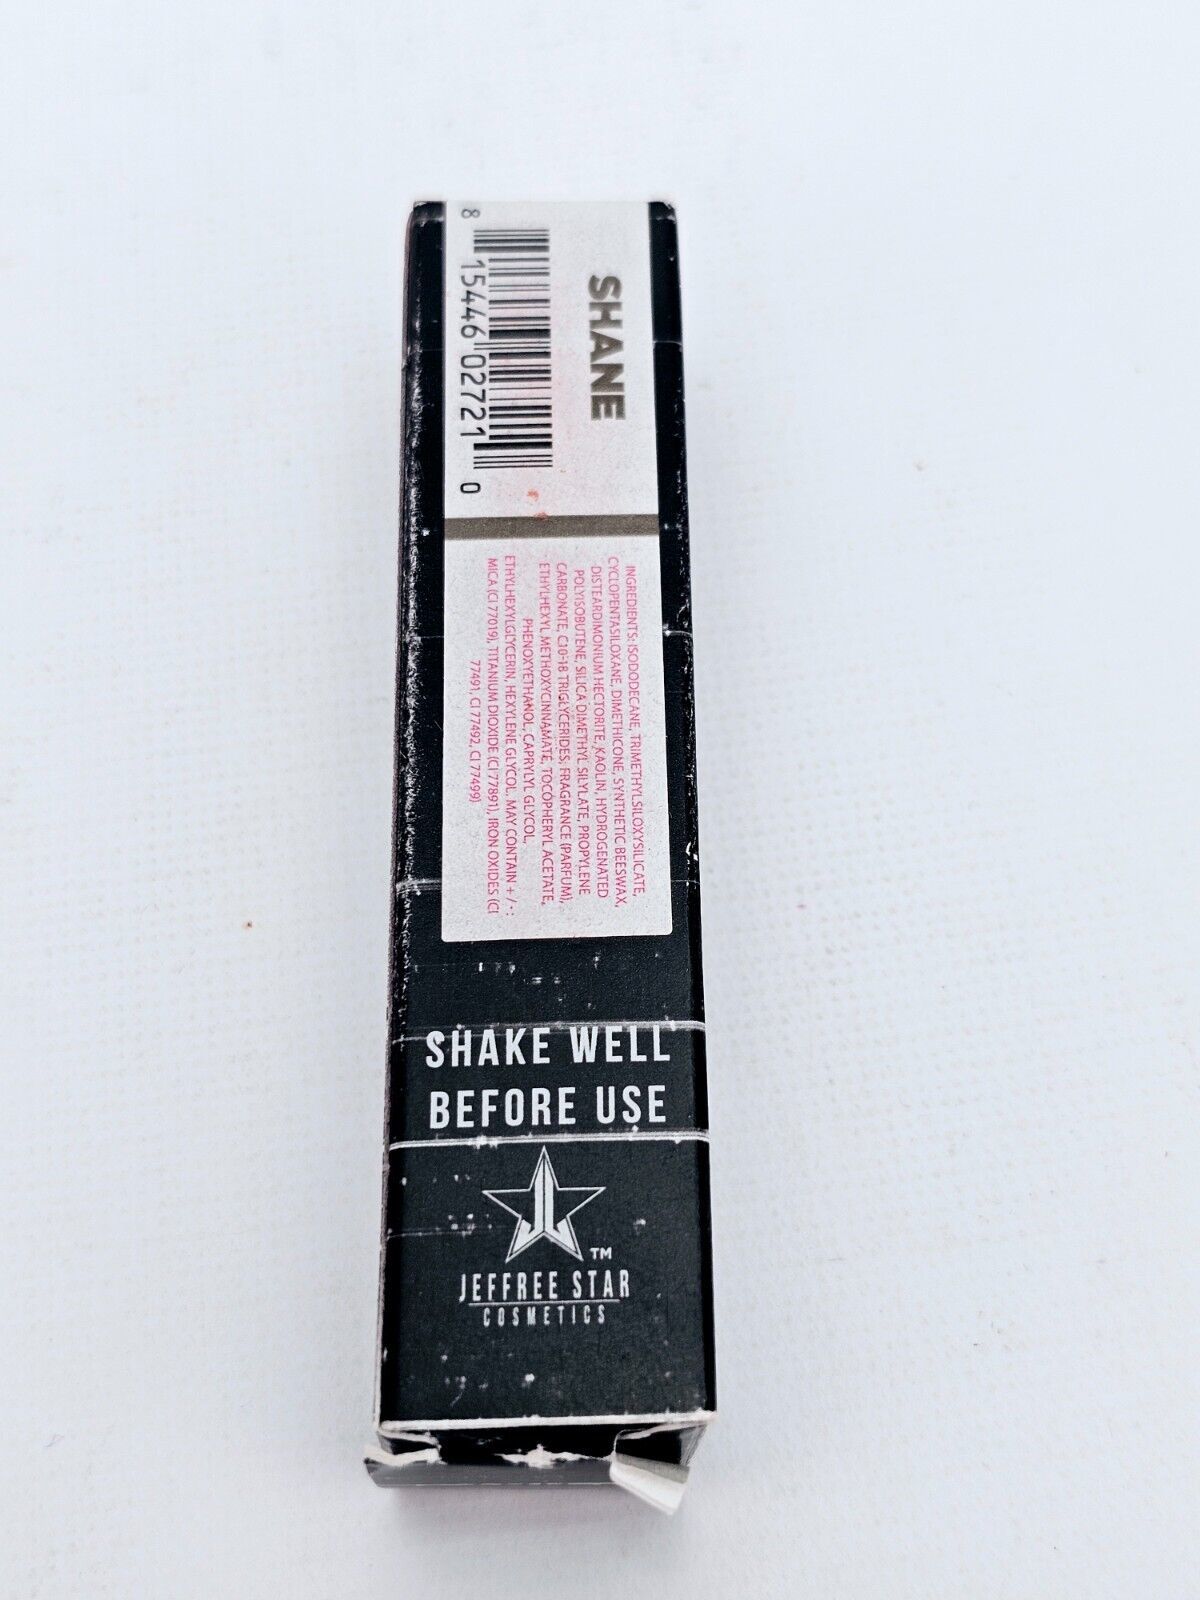 SHANE
8 15446 02721 0
INGREDIENTS: ISODODECANE, TRIMETHYLSILOXYSILICATE,
CYCLOPENTASILOXANE, DIMETHICONE, SYNTHETIC BEESWAX,
DISTEARDIMONIUM HECTORITE, KAOLIN, HYDROGENATED
POLYISOBUTENE, SILICA DIMETHYL SILYLATE, PROPYLENE
CARBONATE, C10-18 TRIGLYCERIDES, FRAGRANCE (PARFUM),
ETHYLHEXYL METHOXYCINNAMATE, TOCOPHERYL ACETATE,
PHENOXYETHANOL, CAPRYLYL GLYCOL,
ETHYLHEXYLGLYCERIN, HEXYLENE GLYCOL, MAY CONTAIN + / - :
MICA (CI 77019), TITANIUM DIOXIDE (CI 77891), IRON OXIDES (CI
77491, CI 77492, CI 77499)
SHAKE WELL
BEFORE USE
TM
JEFFREE STAR
COSMETICS